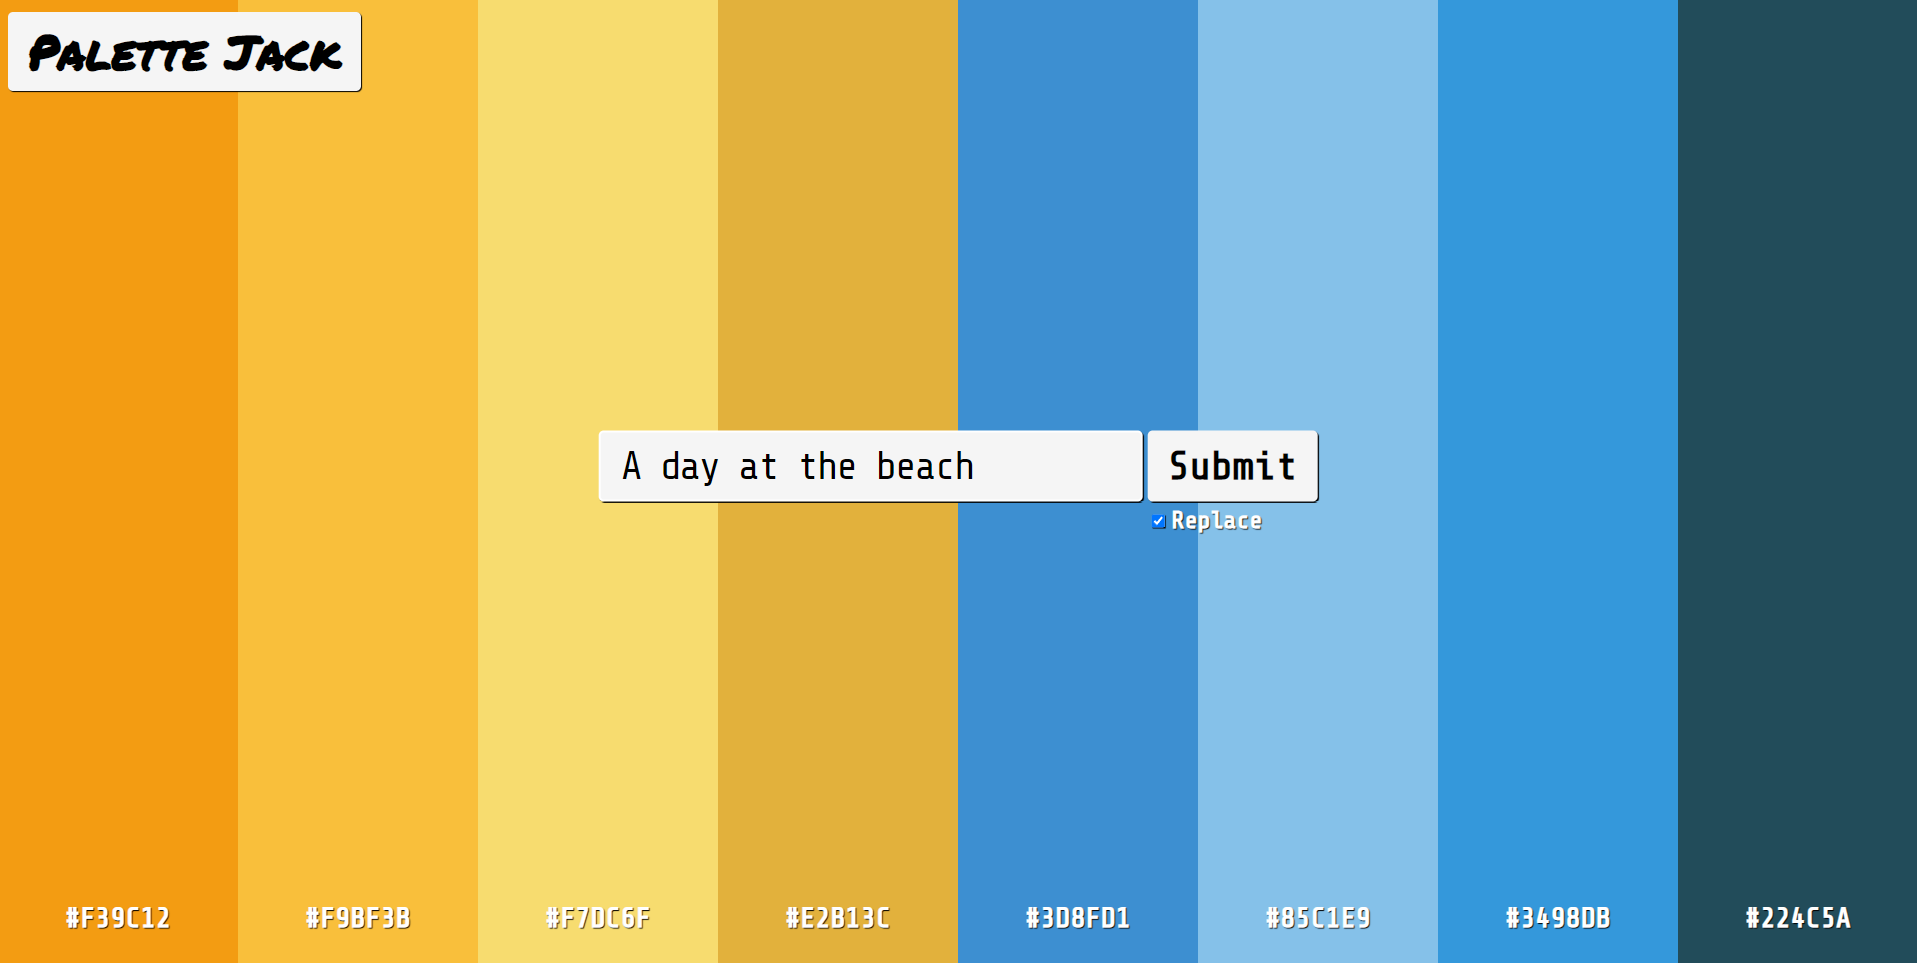 Palette Jack
A day at the beach
Submit
Replace
#F39C12 #F9BF3B #F7DC6F #E2B13C #3D8FD1 #85C1E9 #3498DB #224C5A